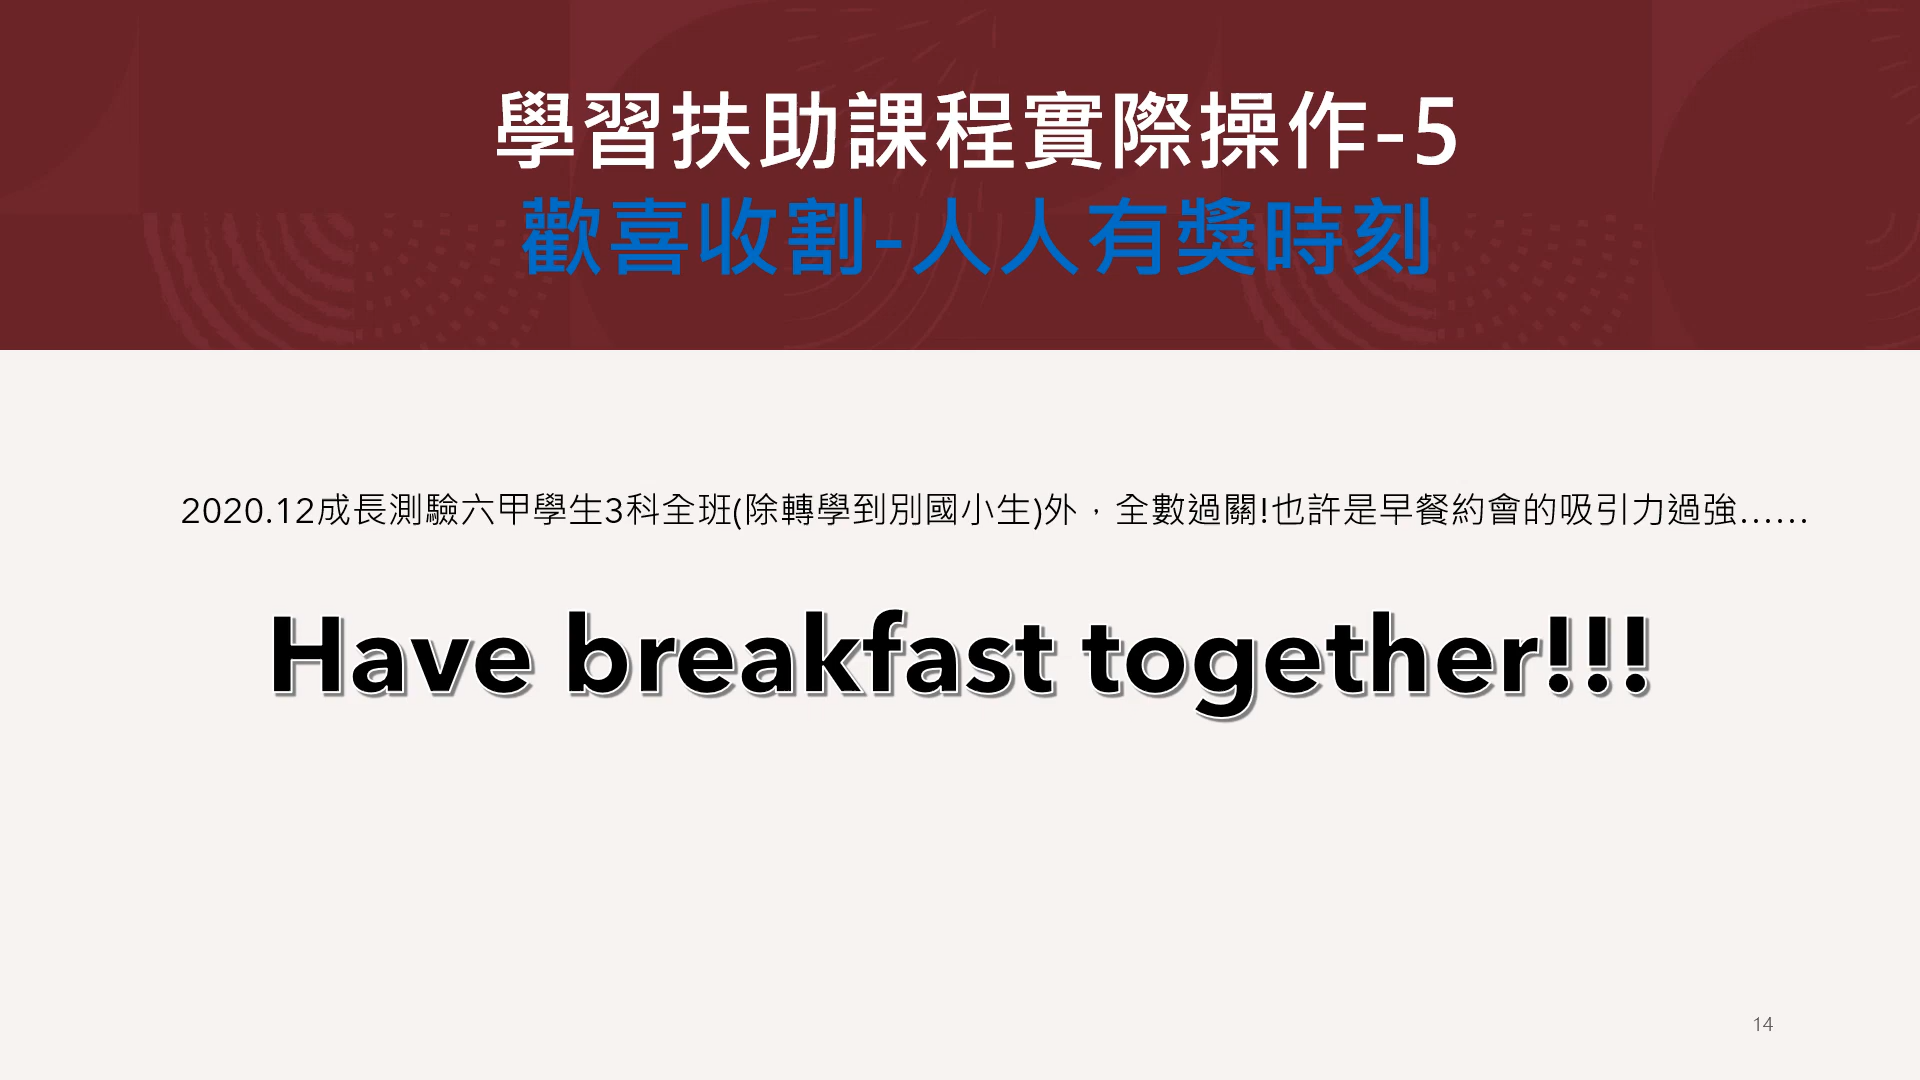 學習扶助課程實際操作-5
歡喜收割-人人有獎時刻
2020.12成長測驗六甲學生3科全班(除轉學到別國小生)外，全數過關!也許是早餐約會的吸引力過強……
Have breakfast together!!!
14